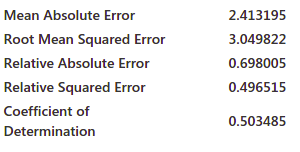 Mean Absolute Error 2.413195
Root Mean Squared Error 3.049822
Relative Absolute Error 0.698005
Relative Squared Error 0.496515
Coefficient of
Determination 0.503485